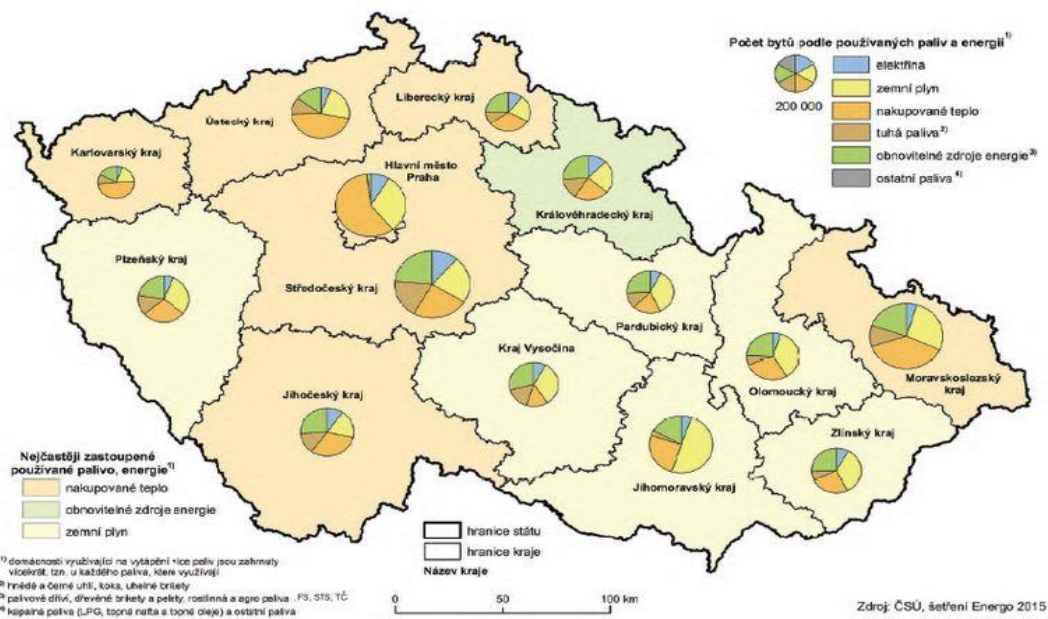 Počet bytů podle používaných paliv a energií 1)
200 000
elektřina
zemní plyn
nakupované teplo
tuhá paliva 2)
obnovitelné zdroje energie 3)
ostatní paliva 4)
Liberecký kraj
Ústecký kraj
Karlovarský kraj
Hlavní město
Praha
Královéhradecký kraj
Plzeňský kraj
Středočeský kraj
Pardubický kraj
Kraj Vysočina
Olomoucký kraj
Moravskoslezský
kraj
Jihočeský kraj
Zlínský kraj
Jihomoravský kraj
Nejčastěji zastoupené
používané palivo, energie 1)
nakupované teplo
obnovitelné zdroje energie
zemní plyn
hranice státu
hranice kraje
Název kraje
1) domácnosti využívající na vytápění více paliv jsou zahrnuty
vícekrát, tzn. u každého paliva, které využívají
2) hnědé a černé uhlí, koks, uhelné brikety
3) palivové dříví, dřevěné brikety a pelety, rostlinná a agro paliva , FS, STS, TČ
4) kapalná paliva (LPG, topná nafta a topné oleje) a ostatní paliva
0 50 100 km
Zdroj: ČSÚ, šetření Energo 2015